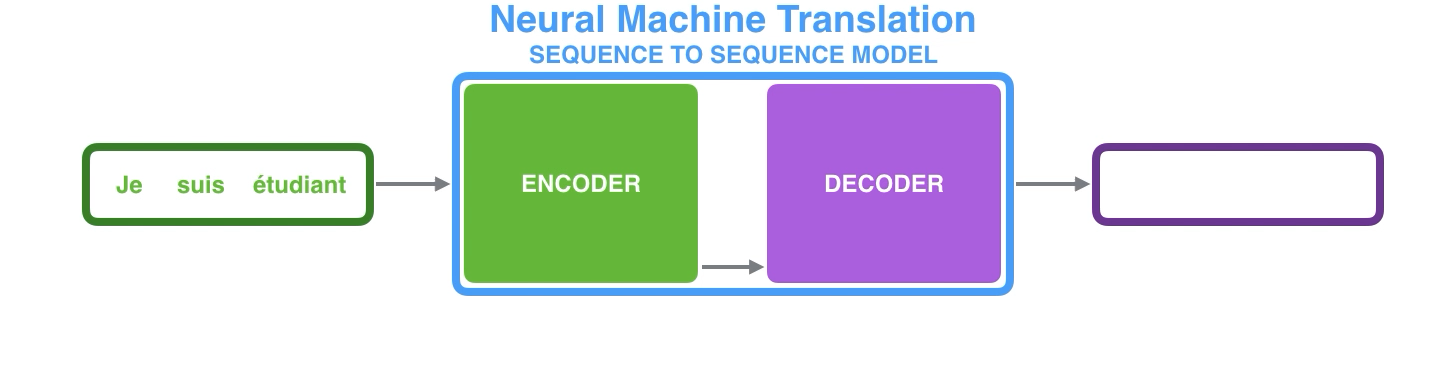 Neural Machine Translation
SEQUENCE TO SEQUENCE MODEL
Je suis étudiant
ENCODER
DECODER